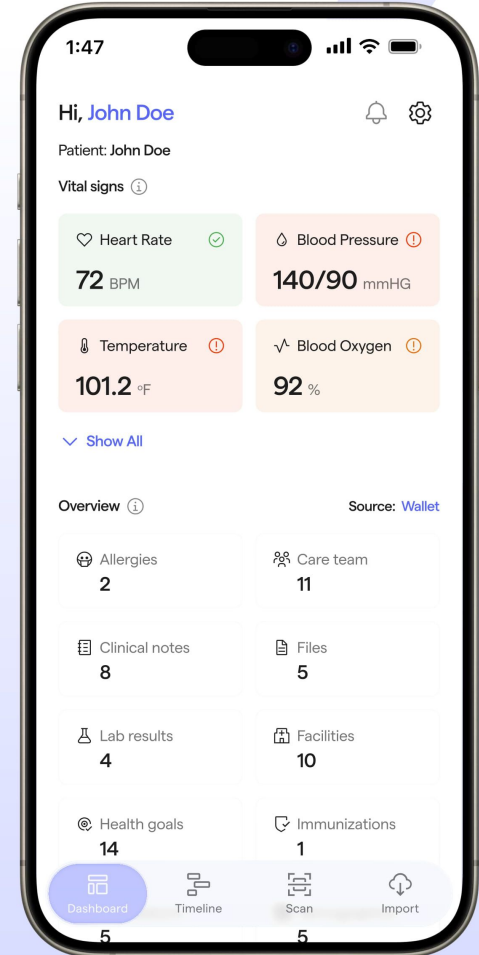 1:47
Hi, John Doe
Patient: John Doe
Vital signs
Heart Rate
72 BPM
Blood Pressure
140/90 mmHG
Temperature
101.2 °F
Blood Oxygen
92 %
Show All
Overview
Source: Wallet
Allergies
2
Care team
11
Clinical notes
8
Files
5
Lab results
4
Facilities
10
Health goals
14
Immunizations
1
Dashboard
Timeline
Scan
Import
5
5